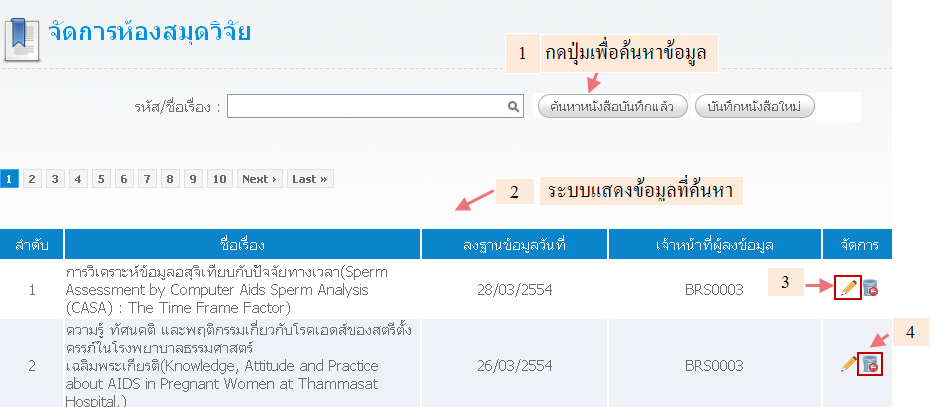 จัดการห้องสมุดวิจัย
1 กดปุ่มเพื่อค้นหาข้อมูล
รหัส/ชื่อเรื่อง : ค้นหาหนังสือบันทึกแล้ว บันทึกหนังสือใหม่
1 2 3 4 5 6 7 8 9 10 Next › Last »
2 ระบบแสดงข้อมูลที่ค้นหา
ลำดับ ชื่อเรื่อง ลงฐานข้อมูลวันที่ เจ้าหน้าที่ผู้ลงข้อมูล จัดการ
การวิเคราะห์ข้อมูลอสุจิเทียบกับปัจจัยทางเวลา(Sperm
1 Assessment by Computer Aids Sperm Analysis 28/03/2554 BRS0003 3
(CASA) : The Time Frame Factor)
ความรู้ ทัศนคติ และพฤติกรรมเกี่ยวกับโรคเอดส์ของสตรีตั้ง 4
ครรภ์ในโรงพยาบาลธรรมศาสตร์
2 เฉลิมพระเกียรติ(Knowledge, Attitude and Practice 26/03/2554 BRS0003
about AIDS in Pregnant Women at Thammasat
Hospital.)